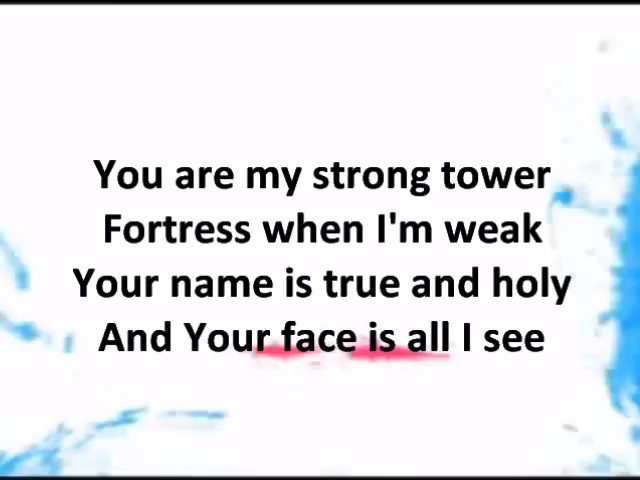 You are my strong tower
Fortress when I'm weak
Your name is true and holy
And Your face is all I see